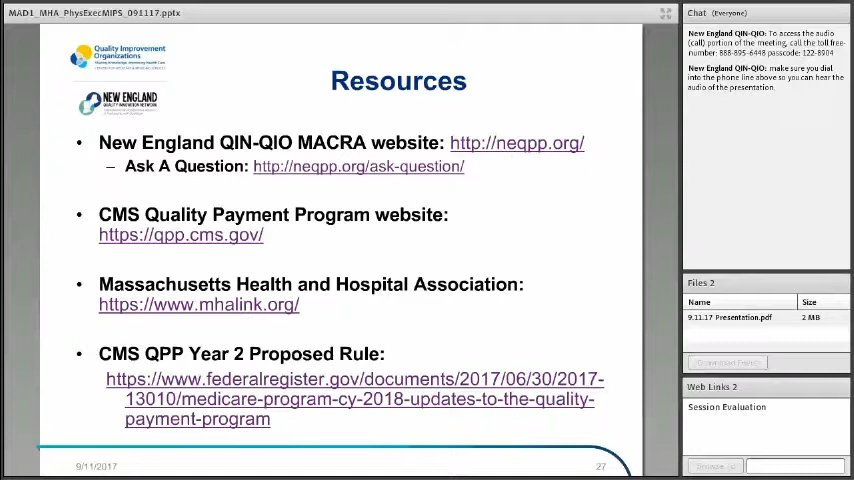 MAD1_MHA_PhysExecMIPS_091117.pptx
Quality Improvement
Organizations
NEW ENGLAND
Resources
• New England QIN-QIO MACRA website: http://neqpp.org/
– Ask A Question: http://neqpp.org/ask-question/
• CMS Quality Payment Program website:
https://qpp.cms.gov/
• Massachusetts Health and Hospital Association:
https://www.mhalink.org/
• CMS QPP Year 2 Proposed Rule:
https://www.federalregister.gov/documents/2017/06/30/2017-
13010/medicare-program-cy-2018-updates-to-the-quality-
payment-program
9/11/2017
27
Chat (Everyone)
New England QIN-QIO: To access the audio
(call) portion of the meeting, call the toll free-
number: 888-895-6448 passcode: 122-8904
New England QIN-QIO: make sure you dial
into the phone line above so you can hear the
audio of the presentation.
Files 2
Name Size
9.11.17 Presentation.pdf 2 MB
Web Links 2
Session Evaluation